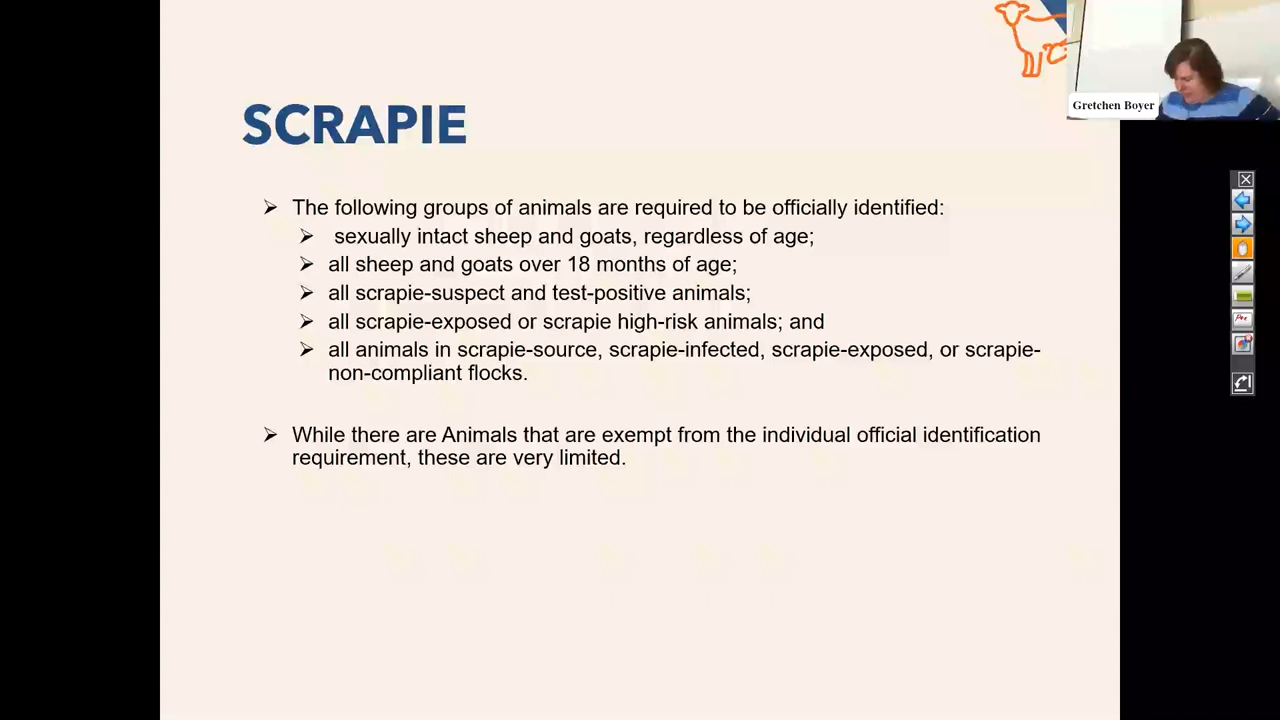 SCRAPIE
Gretchen Boyer
➢ The following groups of animals are required to be officially identified:
➢ sexually intact sheep and goats, regardless of age;
➢ all sheep and goats over 18 months of age;
➢ all scrapie-suspect and test-positive animals;
➢ all scrapie-exposed or scrapie high-risk animals; and
➢ all animals in scrapie-source, scrapie-infected, scrapie-exposed, or scrapie-
non-compliant flocks.
➢ While there are Animals that are exempt from the individual official identification
requirement, these are very limited.